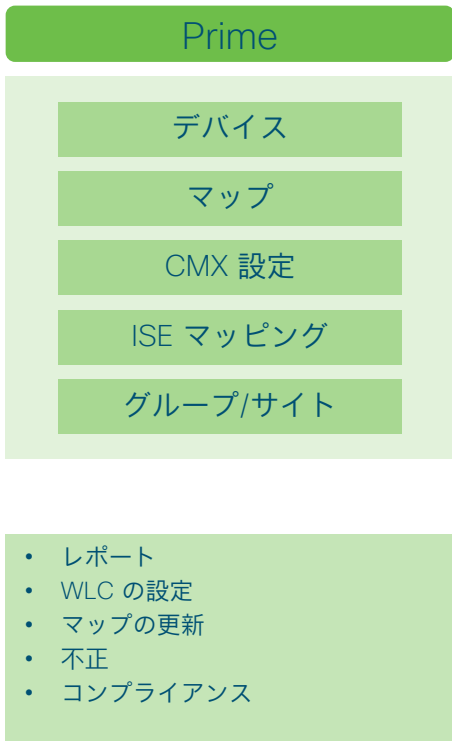 Prime
デバイス
マップ
CMX 設定
ISE マッピング
グループ/サイト
• レポート
• WLC の設定
• マップの更新
• 不正
• コンプライアンス